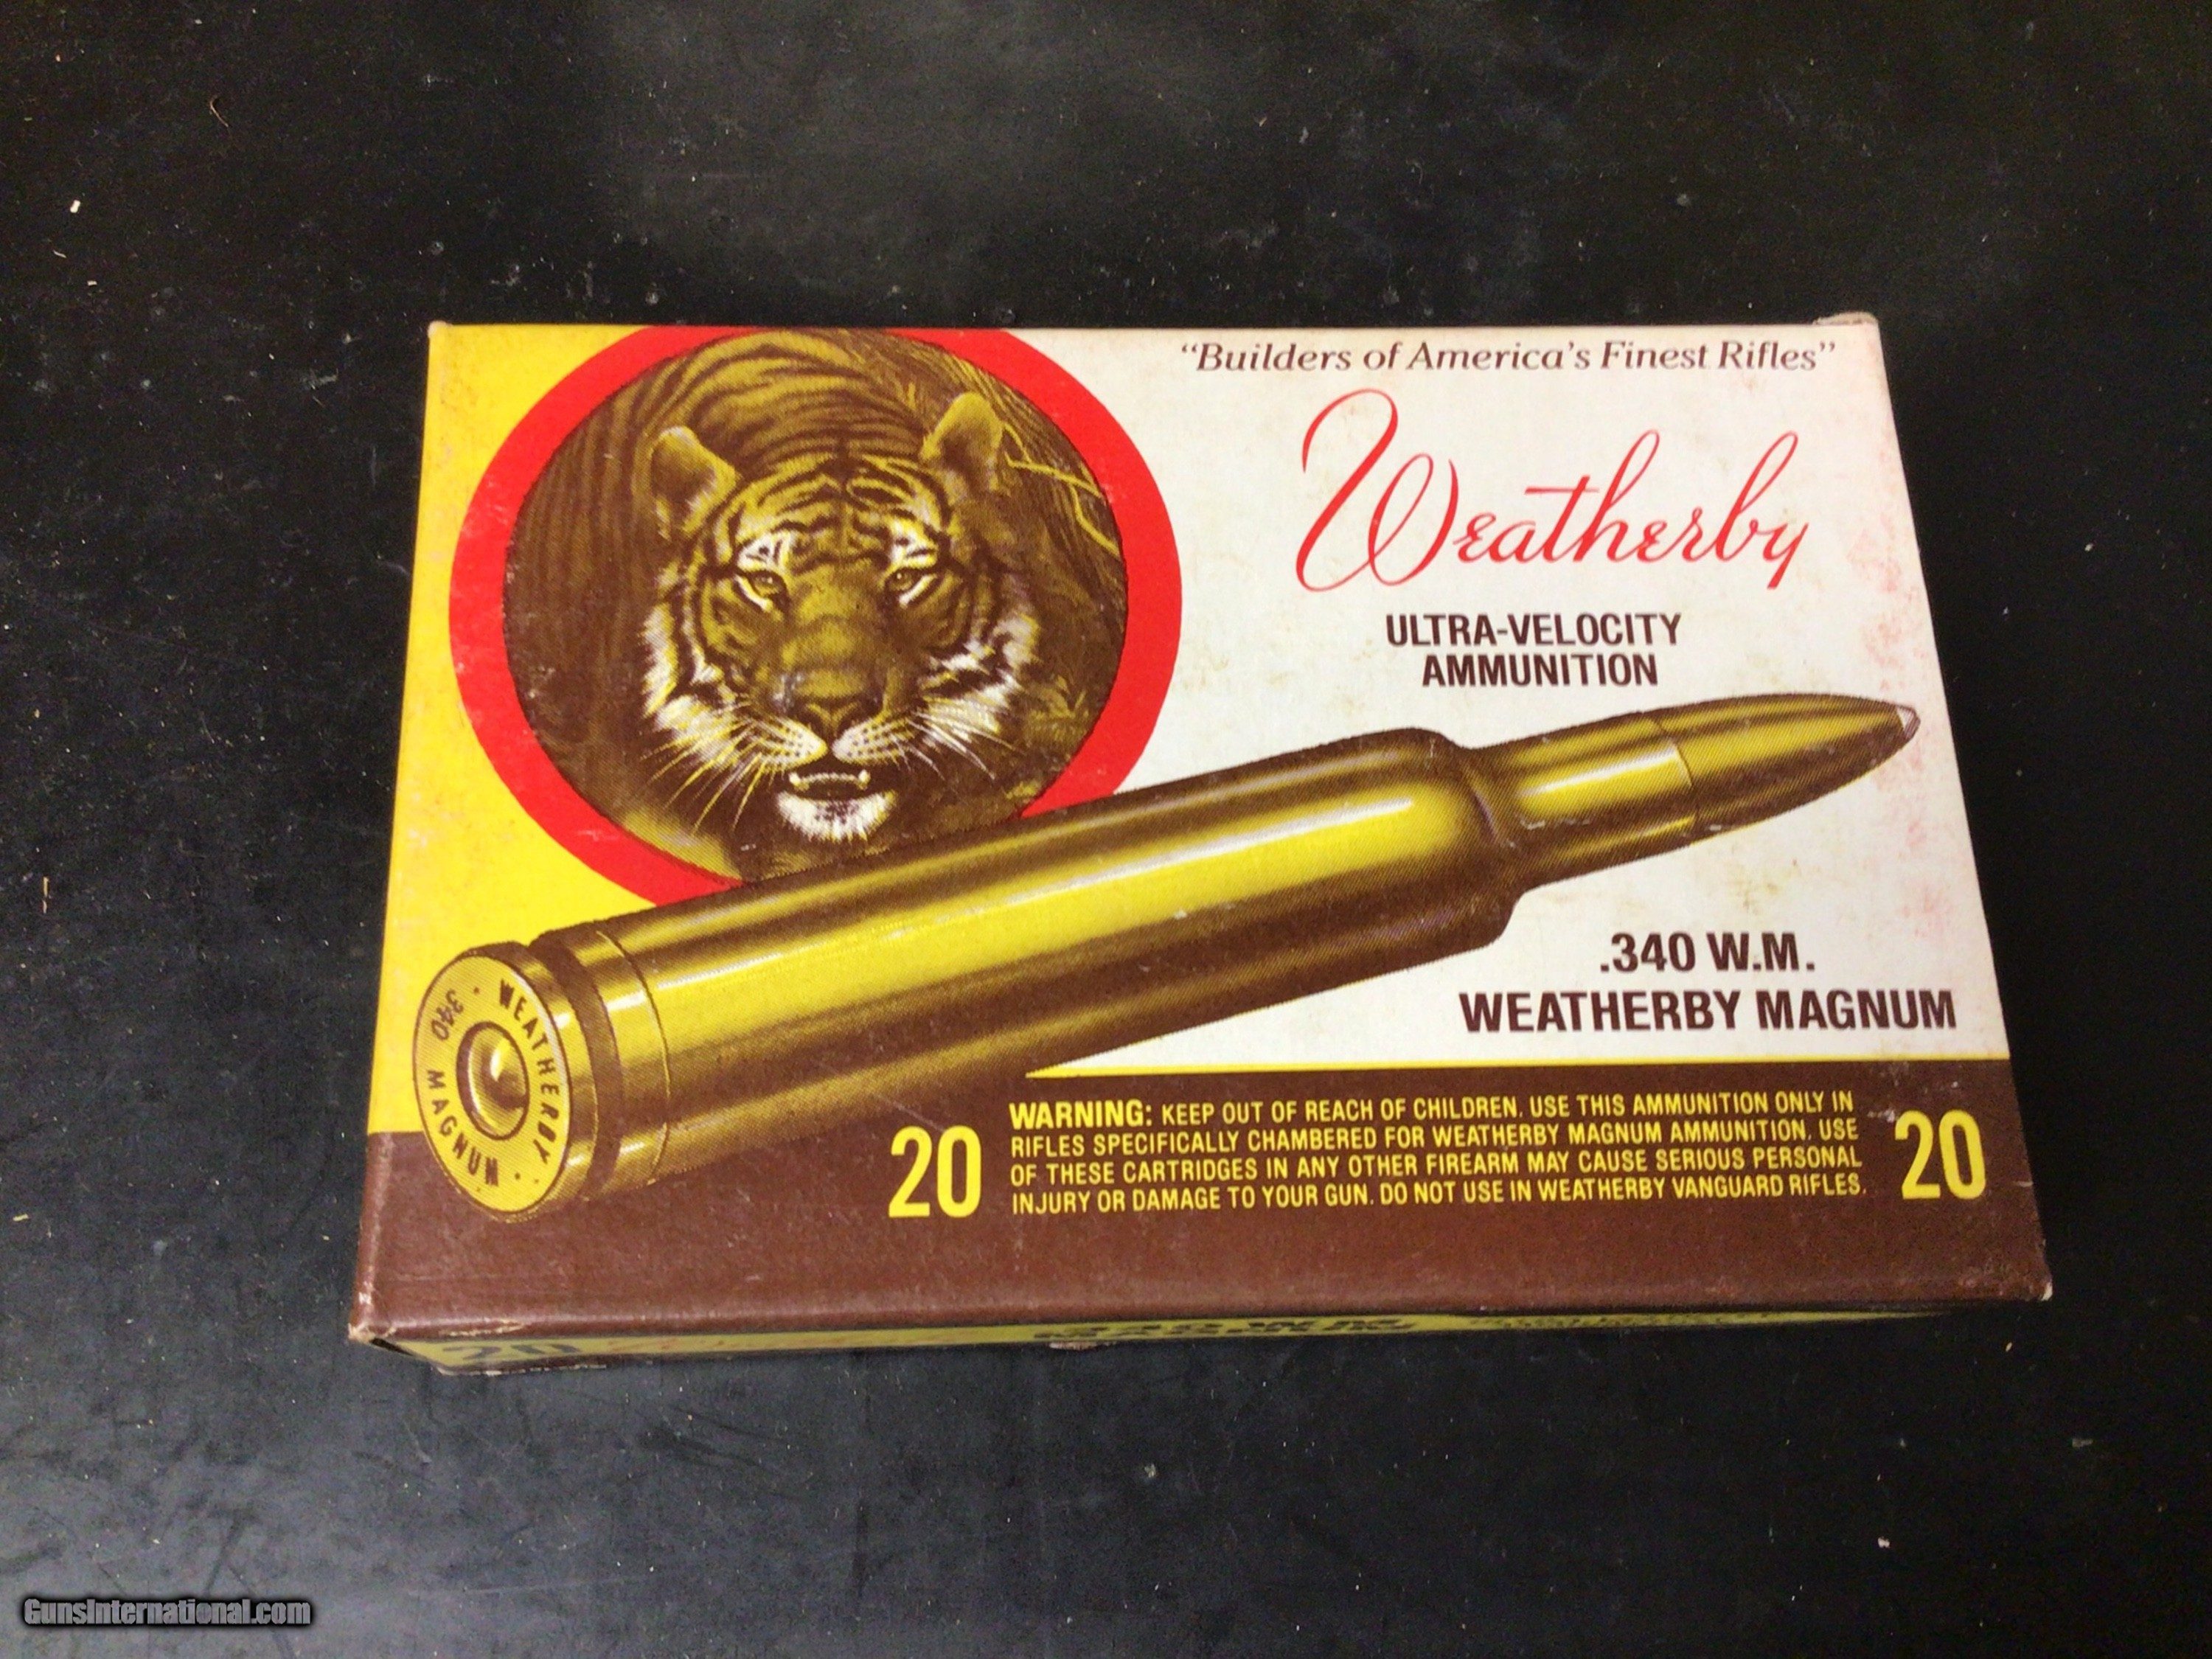 “Builders of America's Finest Rifles”
Weatherby
ULTRA-VELOCITY
AMMUNITION
.340 W.M.
WEATHERBY MAGNUM
340 · WEATHERBY · MAGNUM
20
WARNING: KEEP OUT OF REACH OF CHILDREN. USE THIS AMMUNITION ONLY IN
RIFLES SPECIFICALLY CHAMBERED FOR WEATHERBY MAGNUM AMMUNITION. USE
OF THESE CARTRIDGES IN ANY OTHER FIREARM MAY CAUSE SERIOUS PERSONAL
INJURY OR DAMAGE TO YOUR GUN. DO NOT USE IN WEATHERBY VANGUARD RIFLES.
20
20
GunsInternational.com